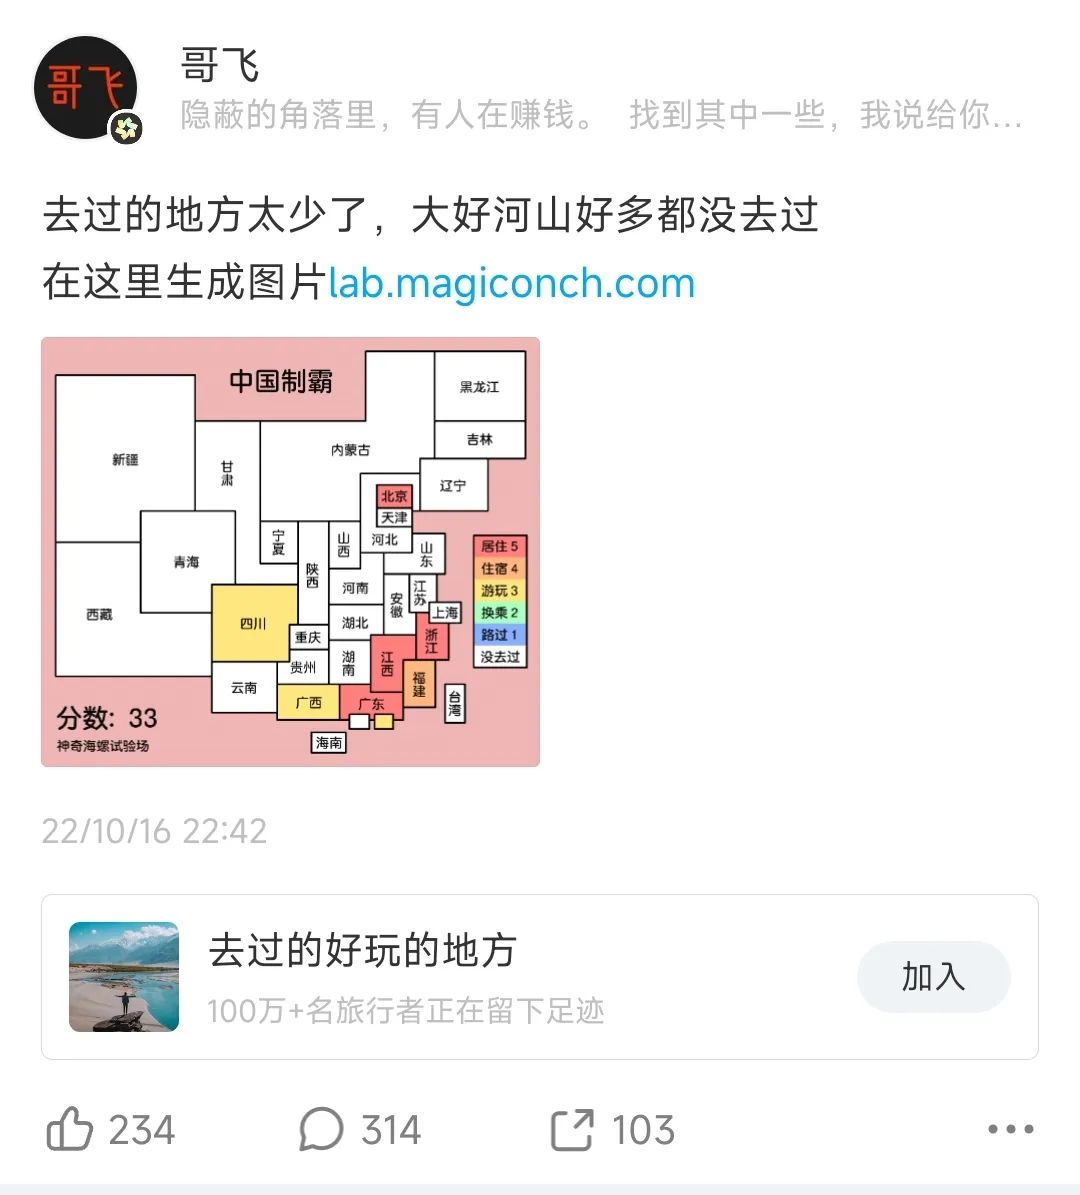 哥飞
哥飞
隐蔽的角落里，有人在赚钱。 找到其中一些，我说给你...
去过的地方太少了，大好河山好多都没去过
在这里生成图片lab.magiconch.com
中国制霸
黑龙江
吉林
内蒙古
新疆
甘肃
辽宁
北京
天津
宁夏
山西
河北
山东
陕西
青海
河南
安徽
江苏
上海
西藏
四川
湖北
重庆
浙江
贵州
湖南
江西
福建
云南
广西
广东
台湾
海南
居住 5
住宿 4
游玩 3
换乘 2
路过 1
没去过
分数: 33
神奇海螺试验场
22/10/16 22:42
去过的好玩的地方
100万+名旅行者正在留下足迹
加入
234
314
103